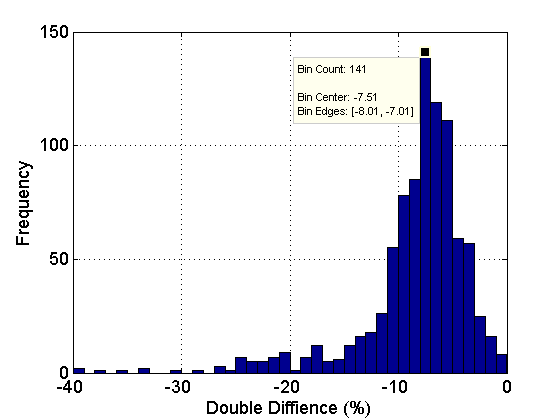 150
Bin Count: 141
Bin Center: -7.51
Bin Edges: [-8.01, -7.01]
100
Frequency
50
0
-40 -30 -20 -10 0
Double Diffience (%)